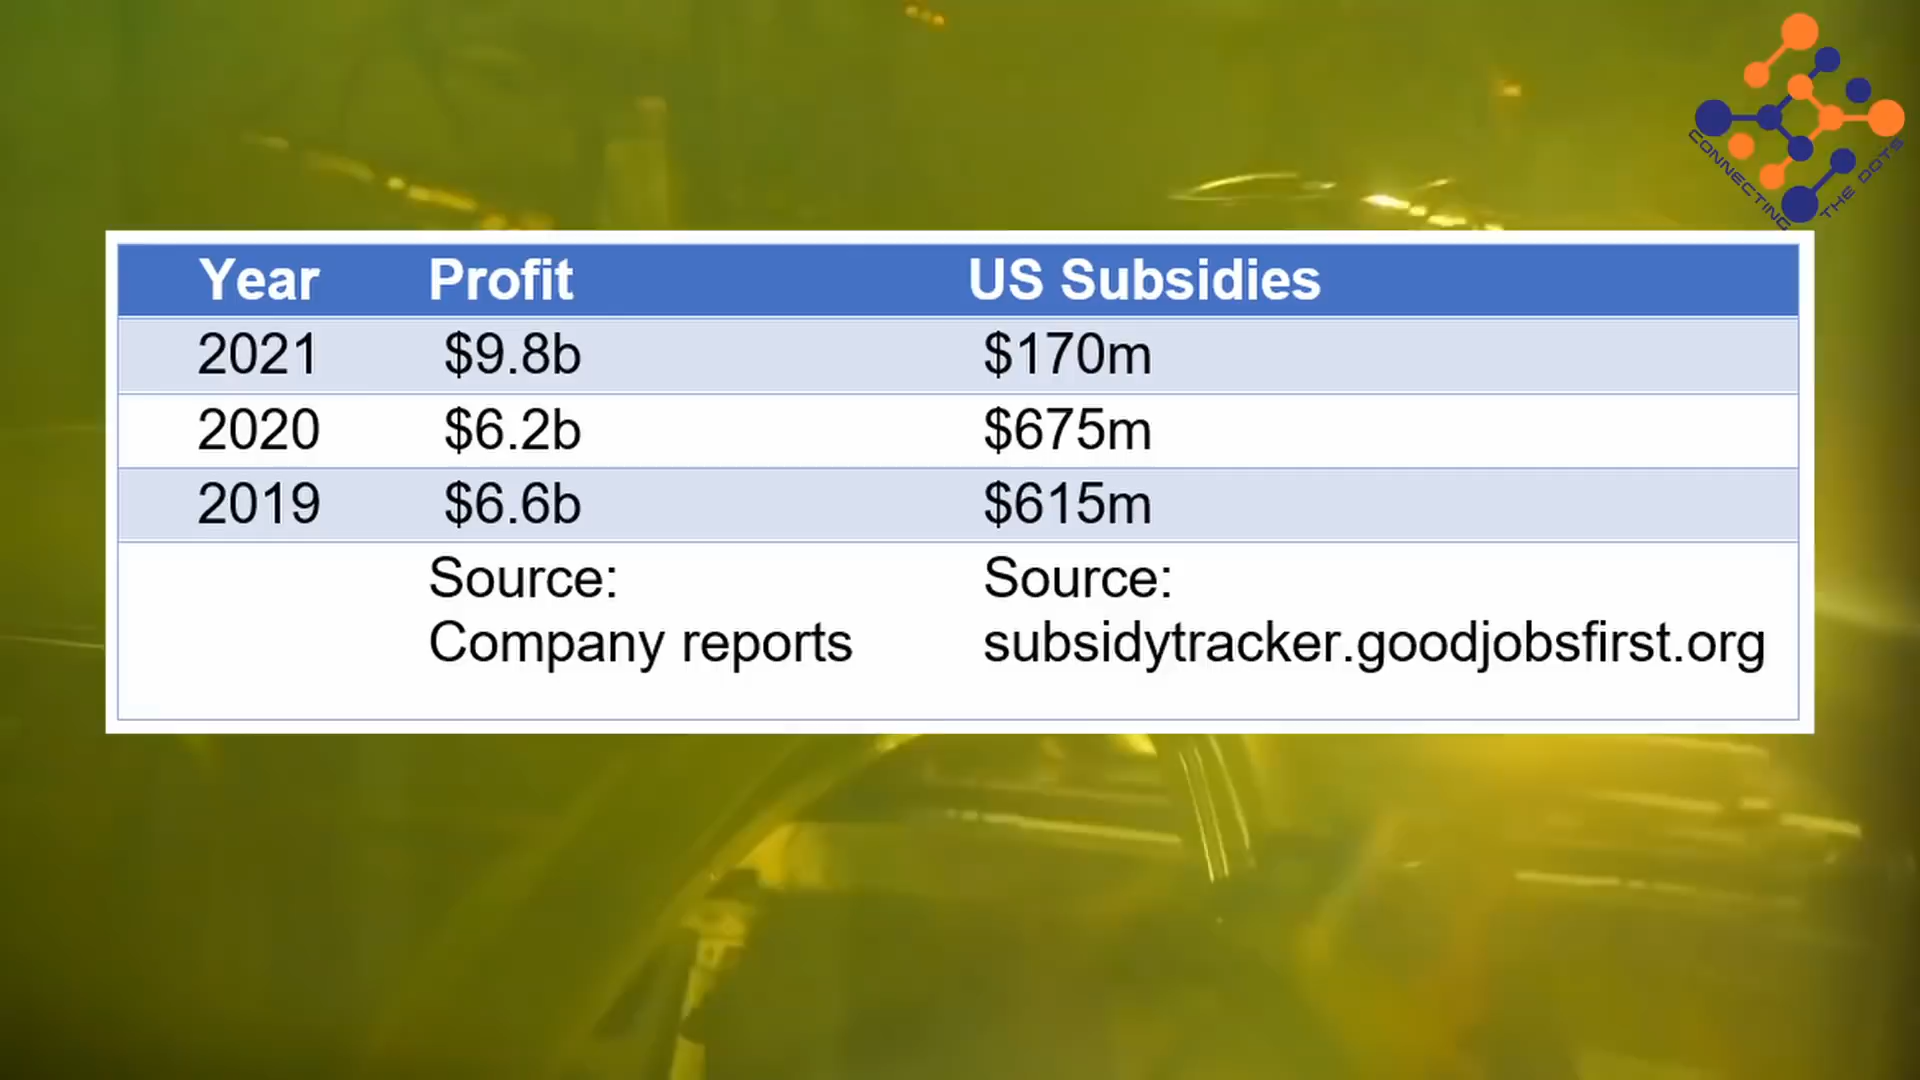 CONNECTING THE DOTS
Year Profit US Subsidies
2021 $9.8b $170m
2020 $6.2b $675m
2019 $6.6b $615m
Source: Source:
Company reports subsidytracker.goodjobsfirst.org